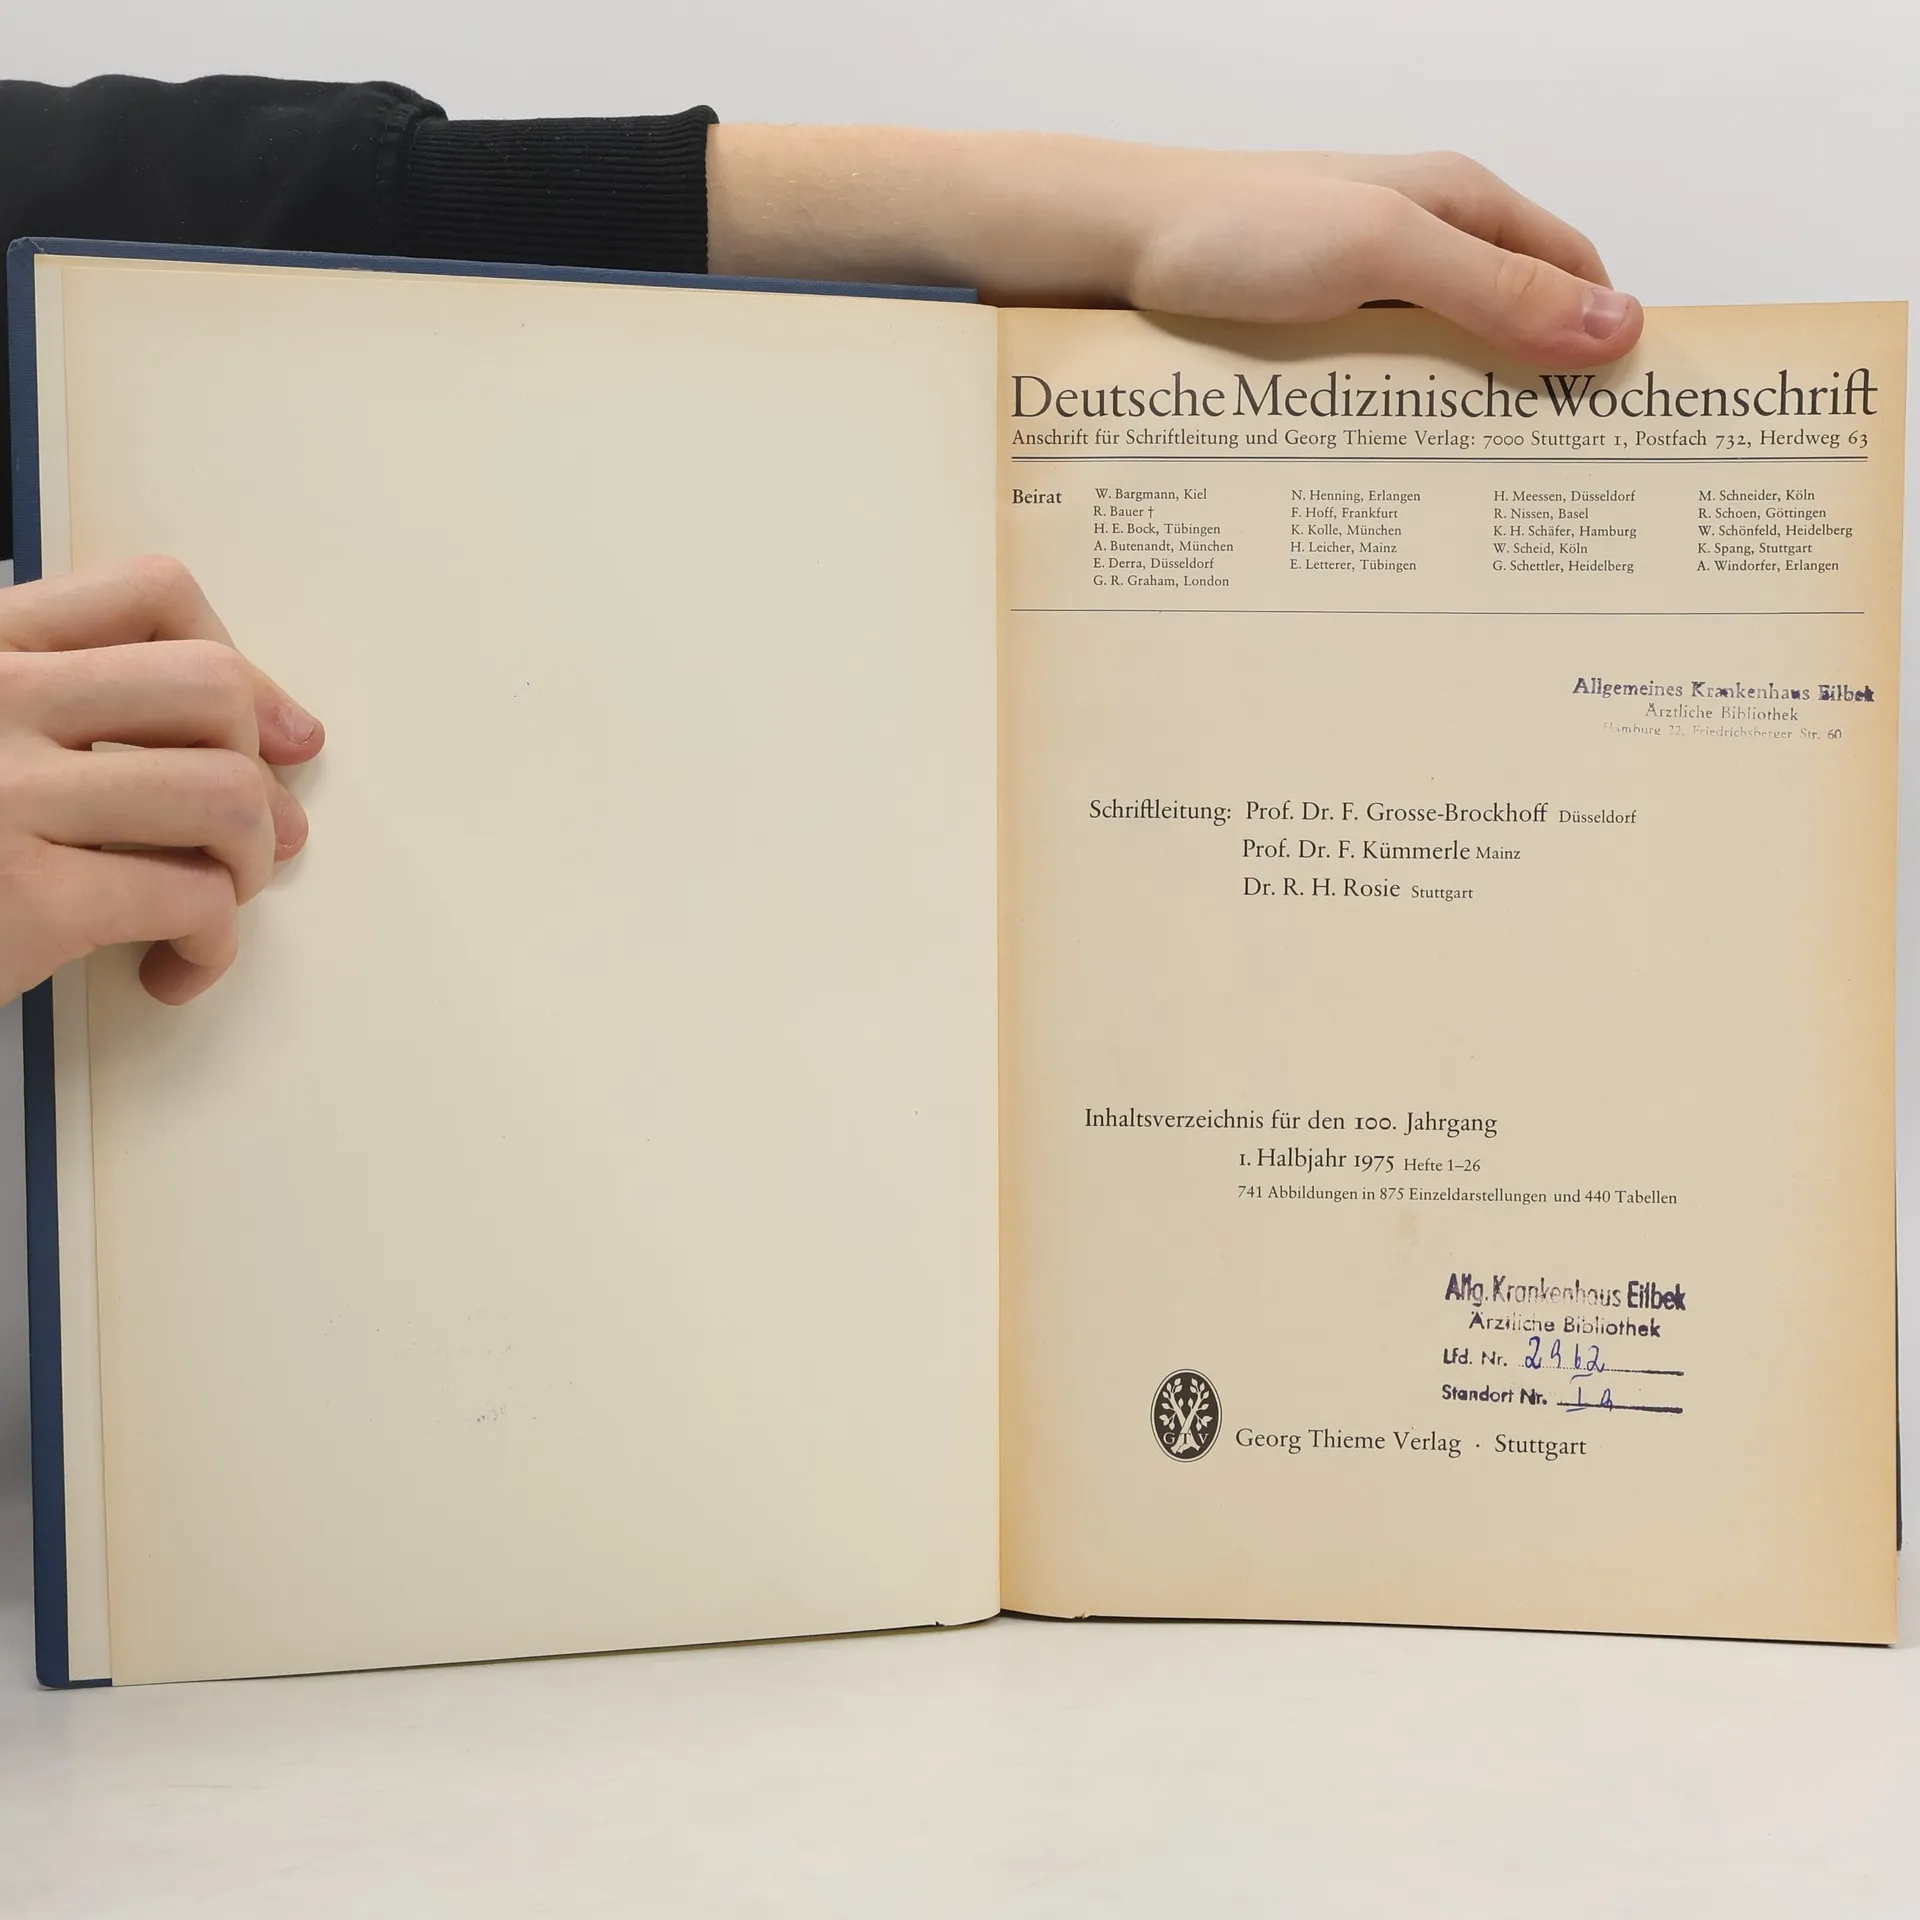 Deutsche Medizinische Wochenschrift
Anschrift für Schriftleitung und Georg Thieme Verlag: 7000 Stuttgart 1, Postfach 732, Herdweg 63
Beirat
W. Bargmann, Kiel
R. Bauer †
H. E. Bock, Tübingen
A. Butenandt, München
E. Derra, Düsseldorf
G. R. Graham, London
N. Henning, Erlangen
F. Hoff, Frankfurt
K. Kolle, München
H. Leicher, Mainz
E. Letterer, Tübingen
H. Meessen, Düsseldorf
R. Nissen, Basel
K. H. Schäfer, Hamburg
W. Scheid, Köln
G. Schettler, Heidelberg
M. Schneider, Köln
R. Schoen, Göttingen
W. Schönfeld, Heidelberg
K. Spang, Stuttgart
A. Windorfer, Erlangen
Allgemeines Krankenhaus Eilbek
Ärztliche Bibliothek
Hamburg 22, Friedrichsberger Str. 60
Schriftleitung: Prof. Dr. F. Grosse-Brockhoff Düsseldorf
Prof. Dr. F. Kümmerle Mainz
Dr. R. H. Rosie Stuttgart
Inhaltsverzeichnis für den 100. Jahrgang
1. Halbjahr 1975 Hefte 1–26
741 Abbildungen in 875 Einzeldarstellungen und 440 Tabellen
Allg. Krankenhaus Eilbek
Ärztliche Bibliothek
Lfd. Nr.
Standort Nr.
GTV
Georg Thieme Verlag · Stuttgart